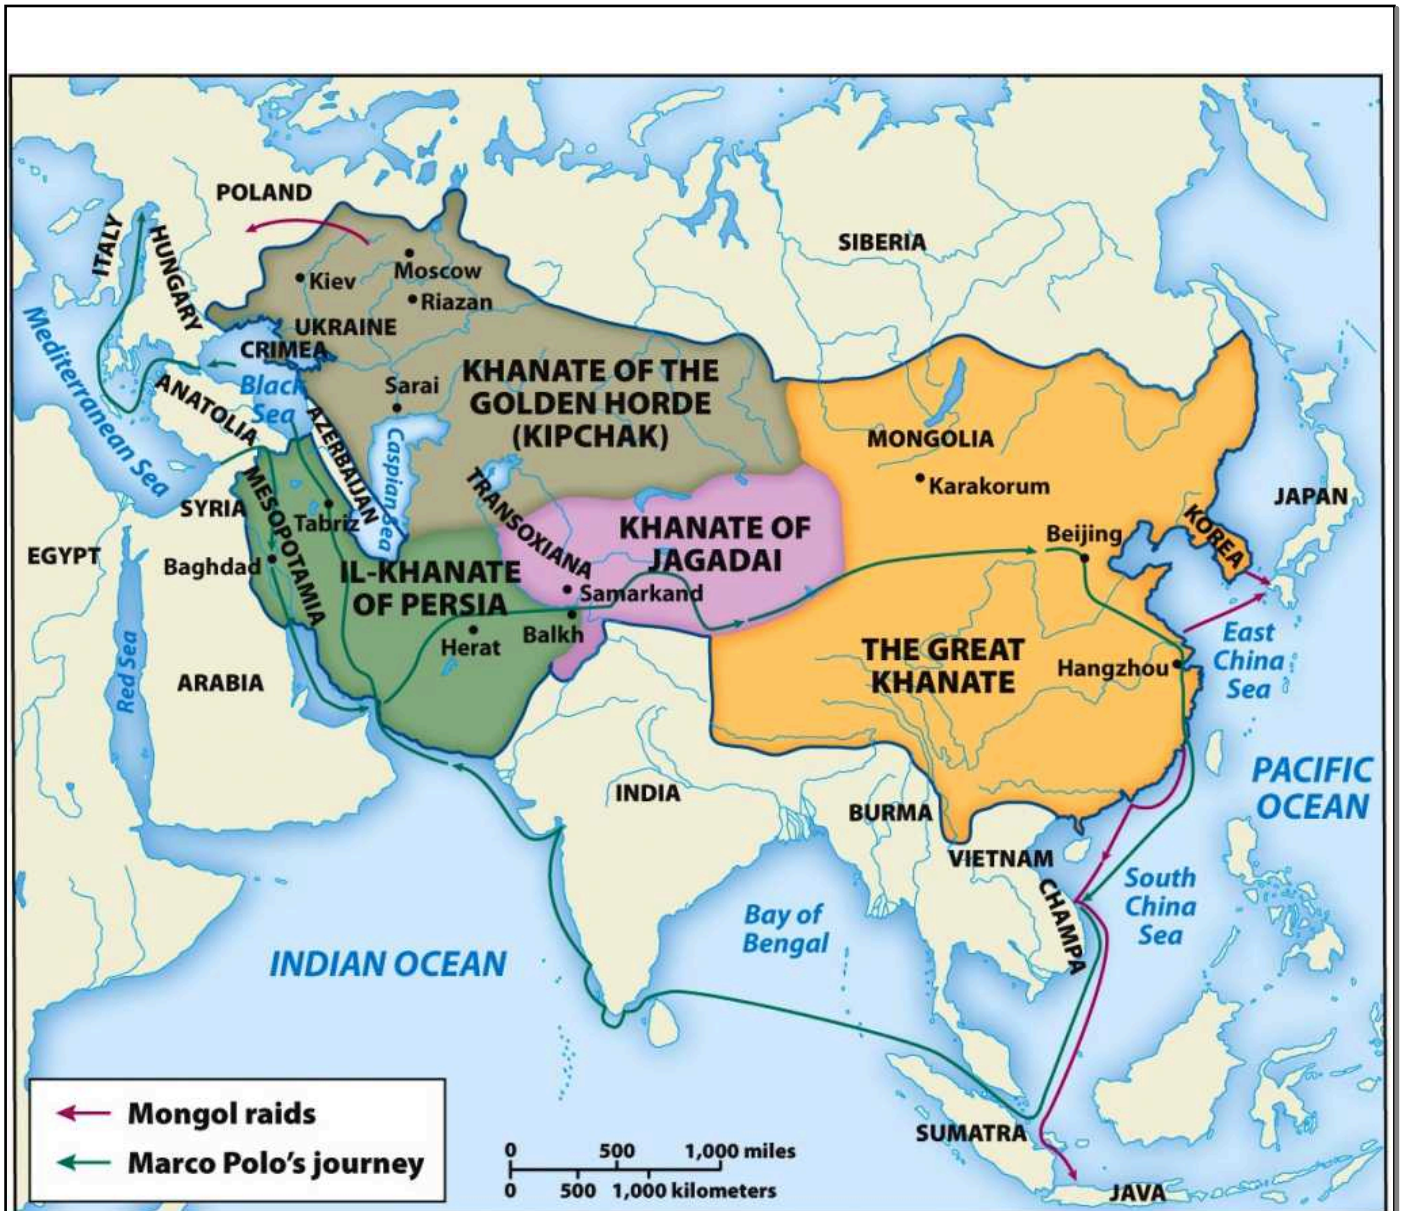 POLAND
ITALY
HUNGARY
SIBERIA
Moscow
Kiev
Riazan
UKRAINE
CRIMEA
Mediterranean Sea
Black
Sea
ANATOLIA
Sarai
KHANATE OF THE
GOLDEN HORDE
(KIPCHAK)
AZERBAIJAN
Caspian Sea
MONGOLIA
Karakorum
TRANSOXIANA
JAPAN
KOREA
SYRIA
MESOPOTAMIA
Tabriz
KHANATE OF
JAGADAI
Beijing
EGYPT
Baghdad
IL-KHANATE
OF PERSIA
Samarkand
Balkh
Herat
THE GREAT
KHANATE
Hangzhou
East
China
Sea
Red Sea
ARABIA
INDIA
BURMA
PACIFIC
OCEAN
VIETNAM
CHAMPA
South
China
Sea
Bay of
Bengal
INDIAN OCEAN
SUMATRA
JAVA
Mongol raids
Marco Polo's journey
0 500 1,000 miles
0 500 1,000 kilometers